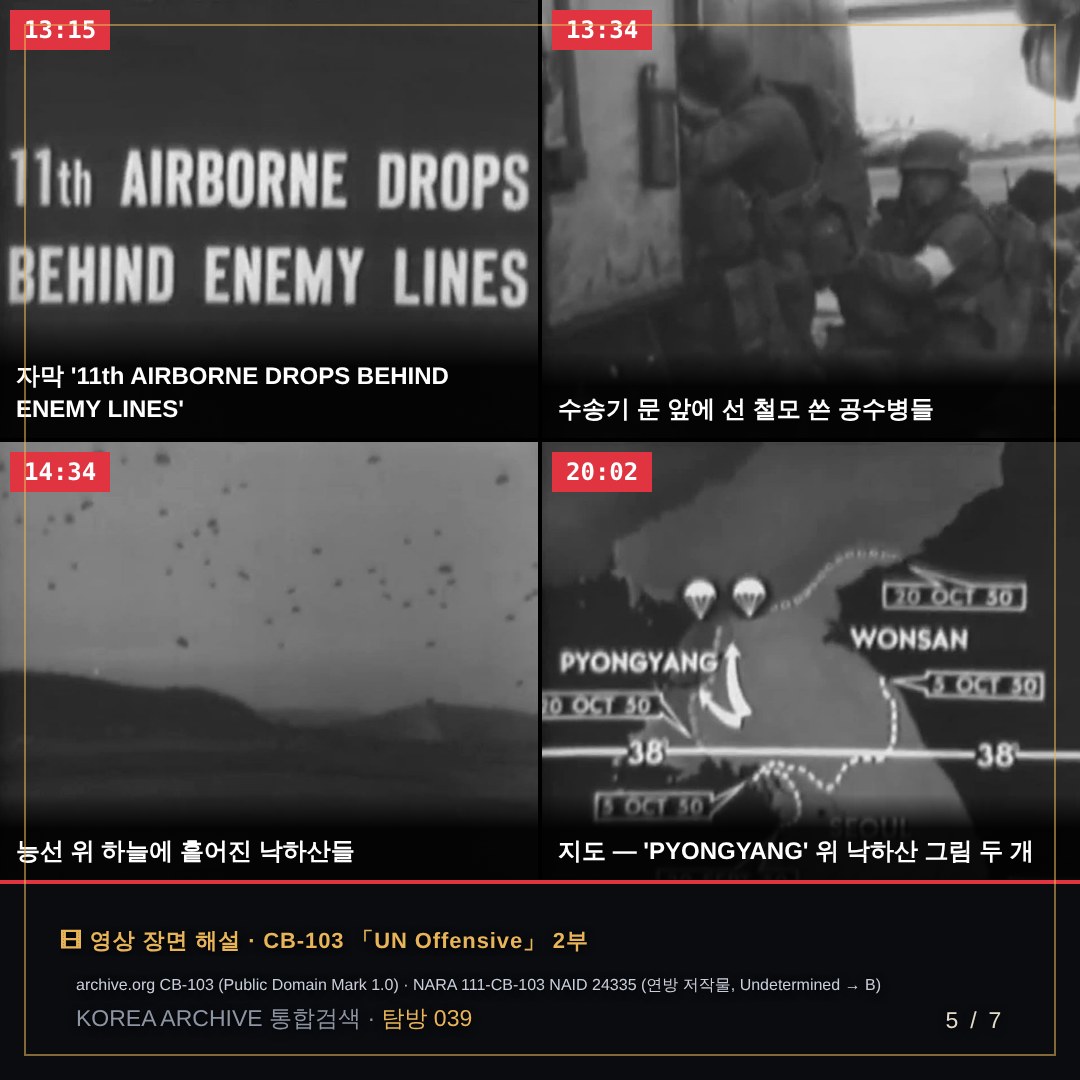 13:15
11th AIRBORNE DROPS
BEHIND ENEMY LINES
자막 '11th AIRBORNE DROPS BEHIND
ENEMY LINES'
13:34
수송기 문 앞에 선 철모 쓴 공수병들
14:34
능선 위 하늘에 흩어진 낙하산들
20:02
20 OCT 50
WONSAN
PYONGYANG
5 OCT 50
20 OCT 50
38°
38°
5 OCT 50
SEOUL
지도 — 'PYONGYANG' 위 낙하산 그림 두 개
영상 장면 해설 · CB-103 「UN Offensive」 2부
archive.org CB-103 (Public Domain Mark 1.0) · NARA 111-CB-103 NAID 24335 (연방 저작물, Undetermined → B)
KOREA ARCHIVE 통합검색 · 탐방 039
5 / 7